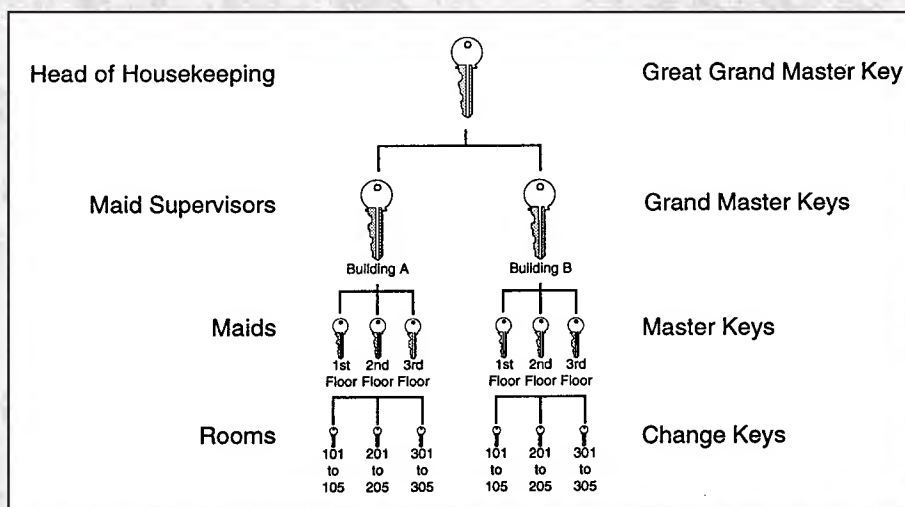 Head of Housekeeping Great Grand Master Key
Maid Supervisors Grand Master Keys
Building A Building B
Maids Master Keys
1st 2nd 3rd 1st 2nd 3rd
Floor Floor Floor Floor Floor Floor
Rooms Change Keys
101 201 301 101 201 301
to to to to to to
105 205 305 105 205 305